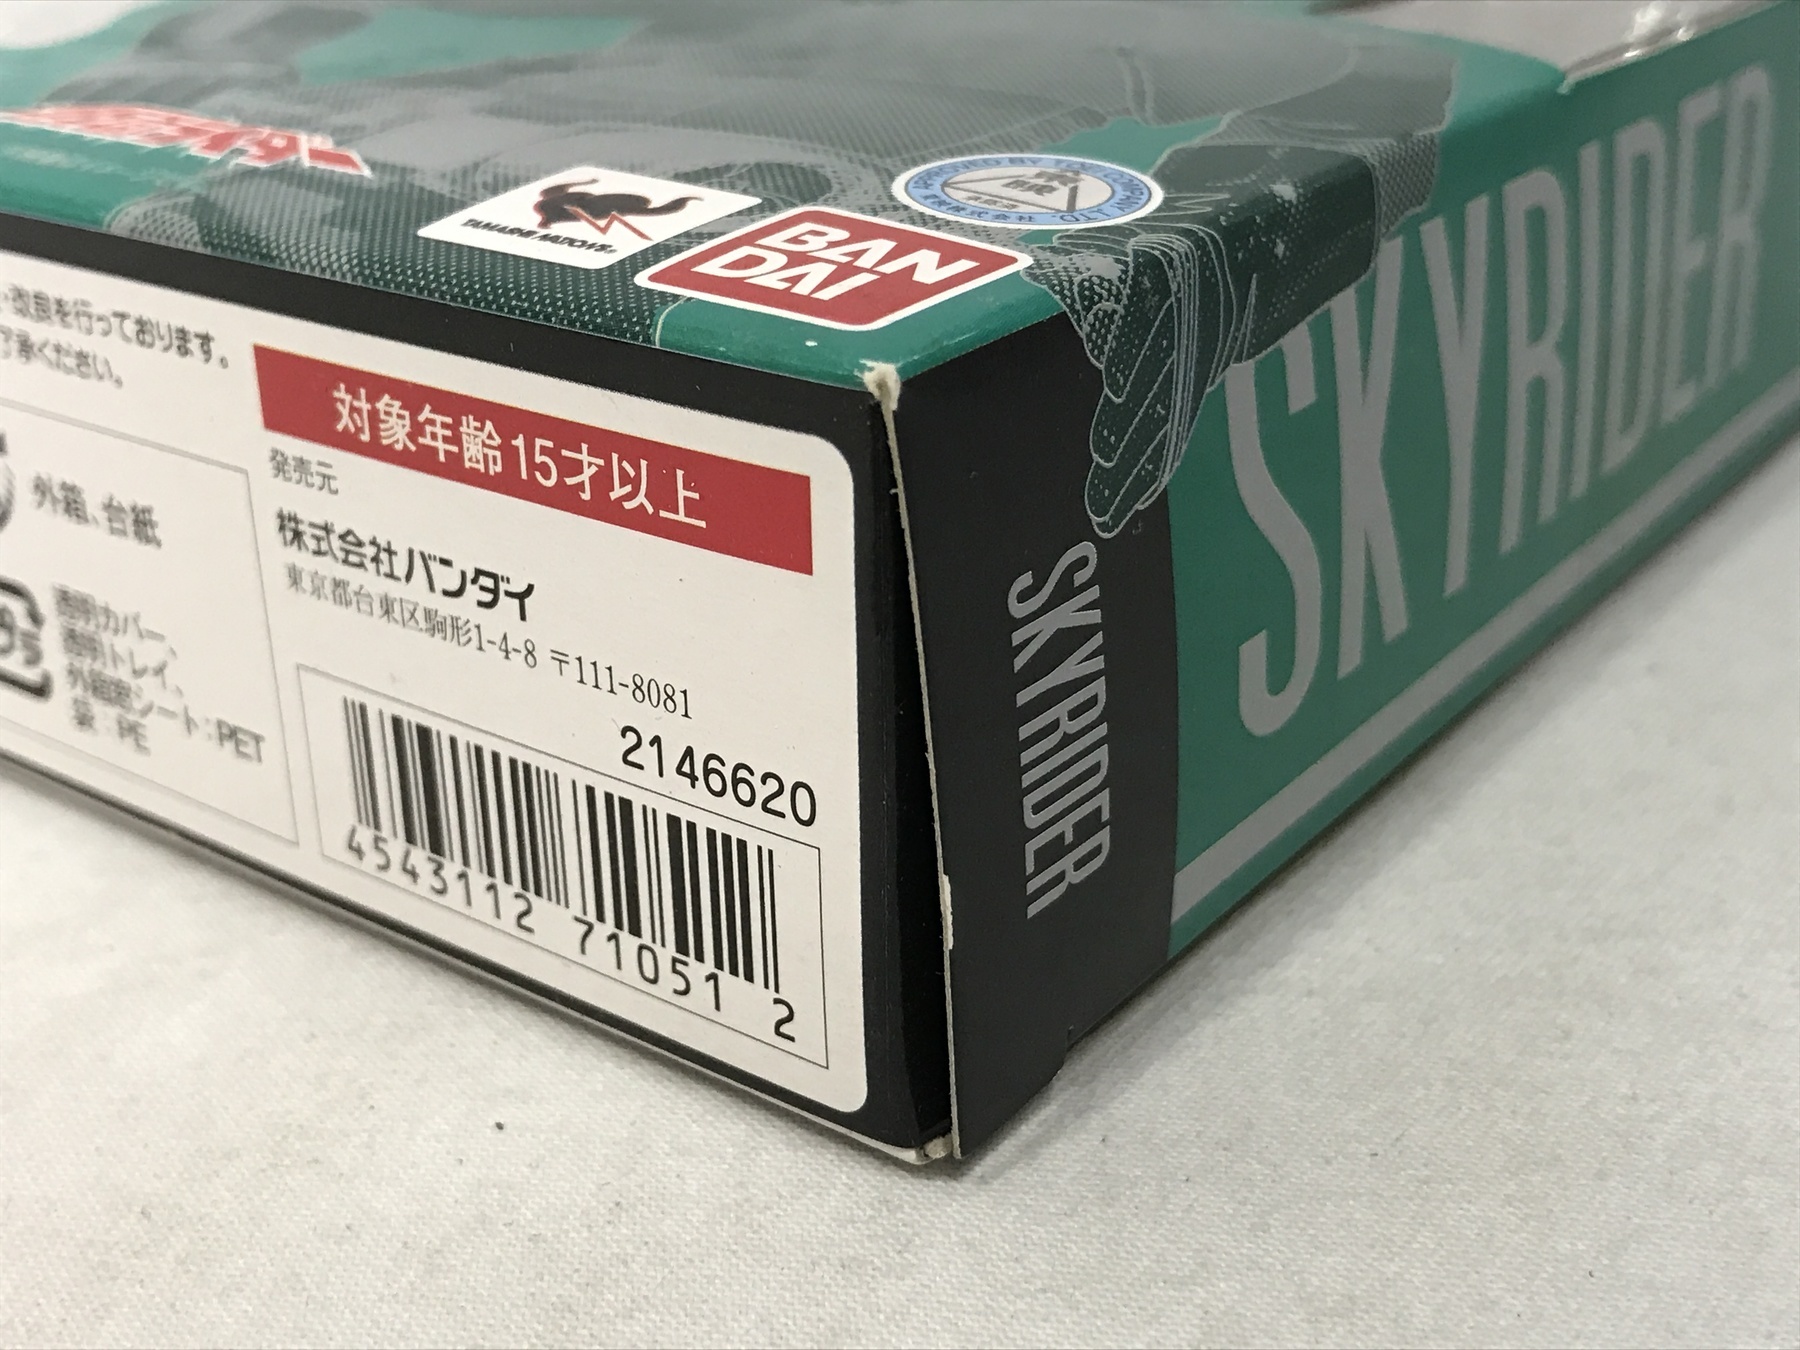 TAMASHII NATIONS
BAN
DAI
SKYRIDER
SKYRIDER
・改良を行っております。
了承ください。
対象年齢15才以上
発売元
株式会社バンダイ
東京都台東区駒形1-4-8 〒111-8081
外箱、台紙
透明カバー、
透明トレイ、
シート:PET
袋:PE
2146620
4543112 71051 2